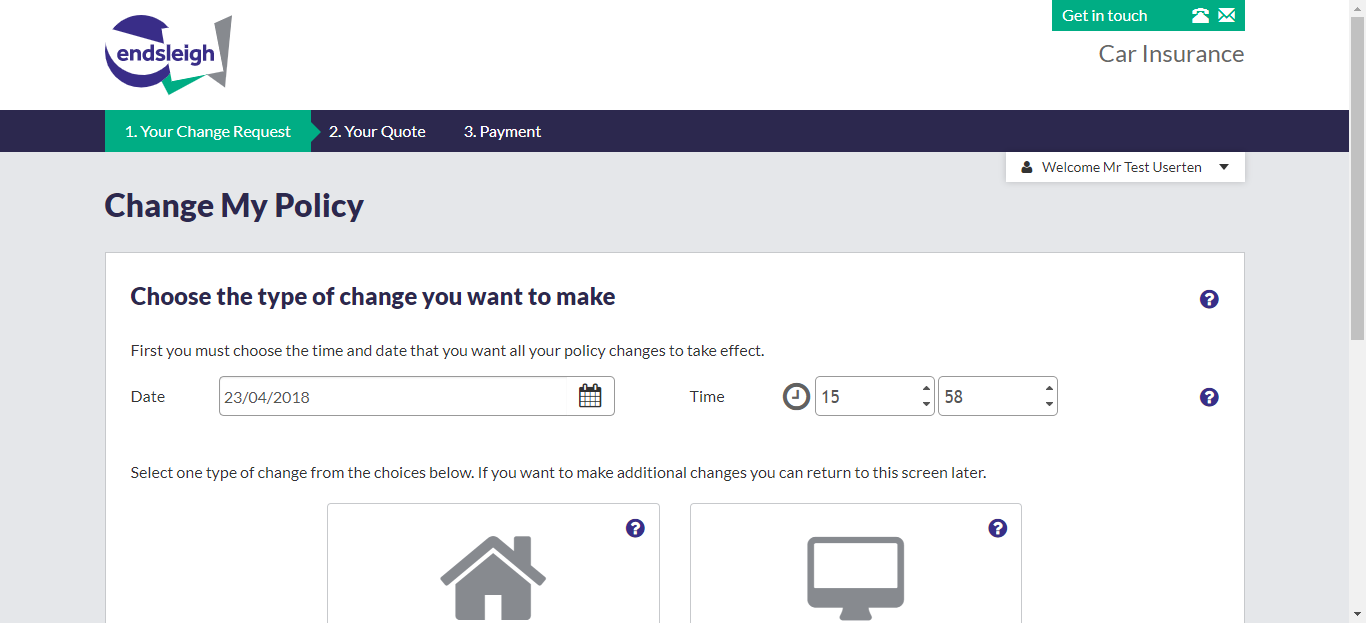 Get in touch
endsleigh
Car Insurance
1. Your Change Request 2. Your Quote 3. Payment
Welcome Mr Test Userten
Change My Policy
Choose the type of change you want to make
?
First you must choose the time and date that you want all your policy changes to take effect.
Date 23/04/2018 Time 15 58 ?
Select one type of change from the choices below. If you want to make additional changes you can return to this screen later.
? ?